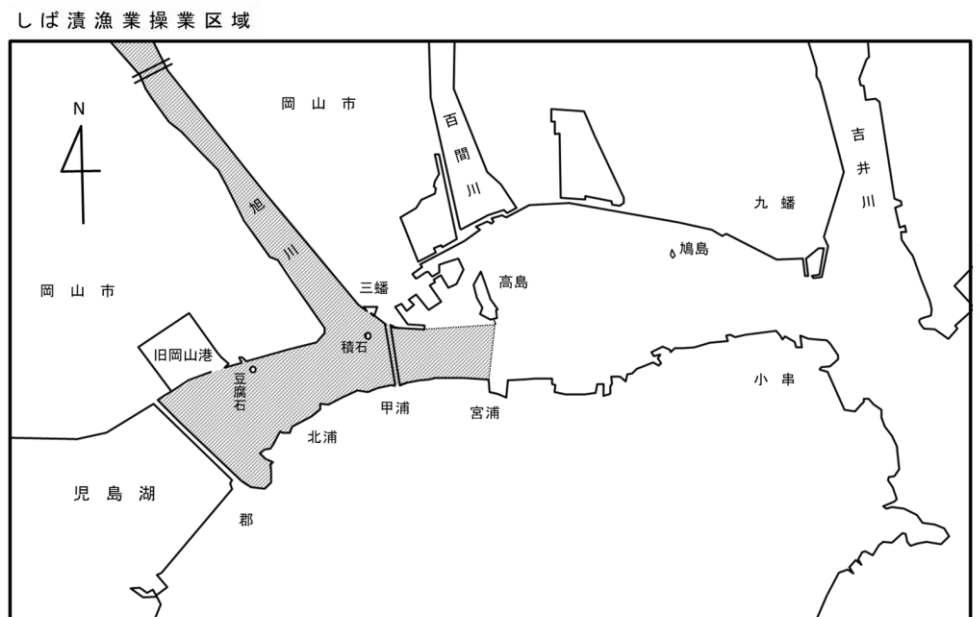 しば漬漁業操業区域
N
岡山市
百間川
吉井川
旭川
九蟠
鳩島
高島
岡山市
三蟠
旧岡山港
積石
豆腐石
小串
甲浦
宮浦
北浦
児島湖
郡